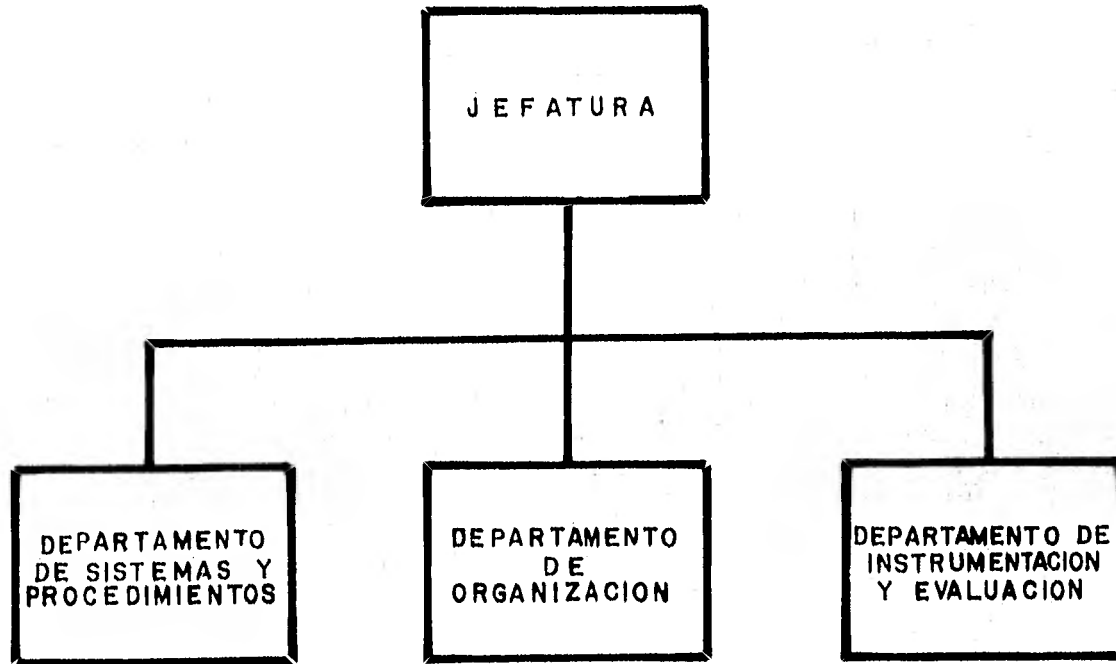 JEFATURA
DEPARTAMENTO
DE SISTEMAS Y
PROCEDIMIENTOS
DEPARTAMENTO
DE
ORGANIZACION
DEPARTAMENTO DE
INSTRUMENTACION
Y EVALUACION